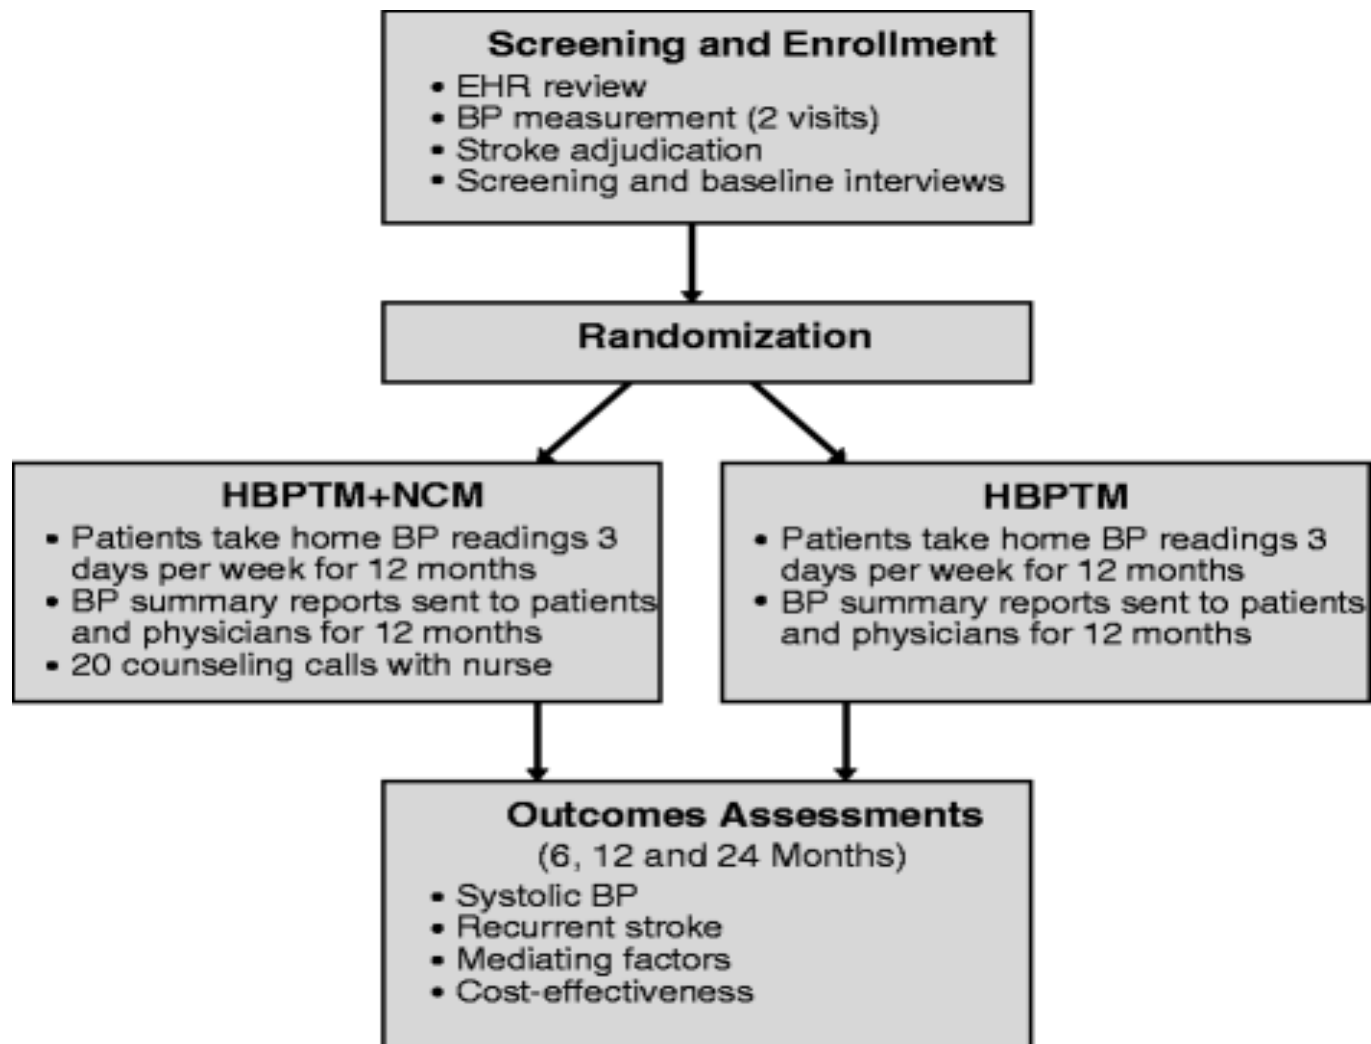 Screening and Enrollment
• EHR review
• BP measurement (2 visits)
• Stroke adjudication
• Screening and baseline interviews
Randomization
HBPTM+NCM
• Patients take home BP readings 3
days per week for 12 months
• BP summary reports sent to patients
and physicians for 12 months
• 20 counseling calls with nurse
HBPTM
• Patients take home BP readings 3
days per week for 12 months
• BP summary reports sent to patients
and physicians for 12 months
Outcomes Assessments
(6, 12 and 24 Months)
• Systolic BP
• Recurrent stroke
• Mediating factors
• Cost-effectiveness